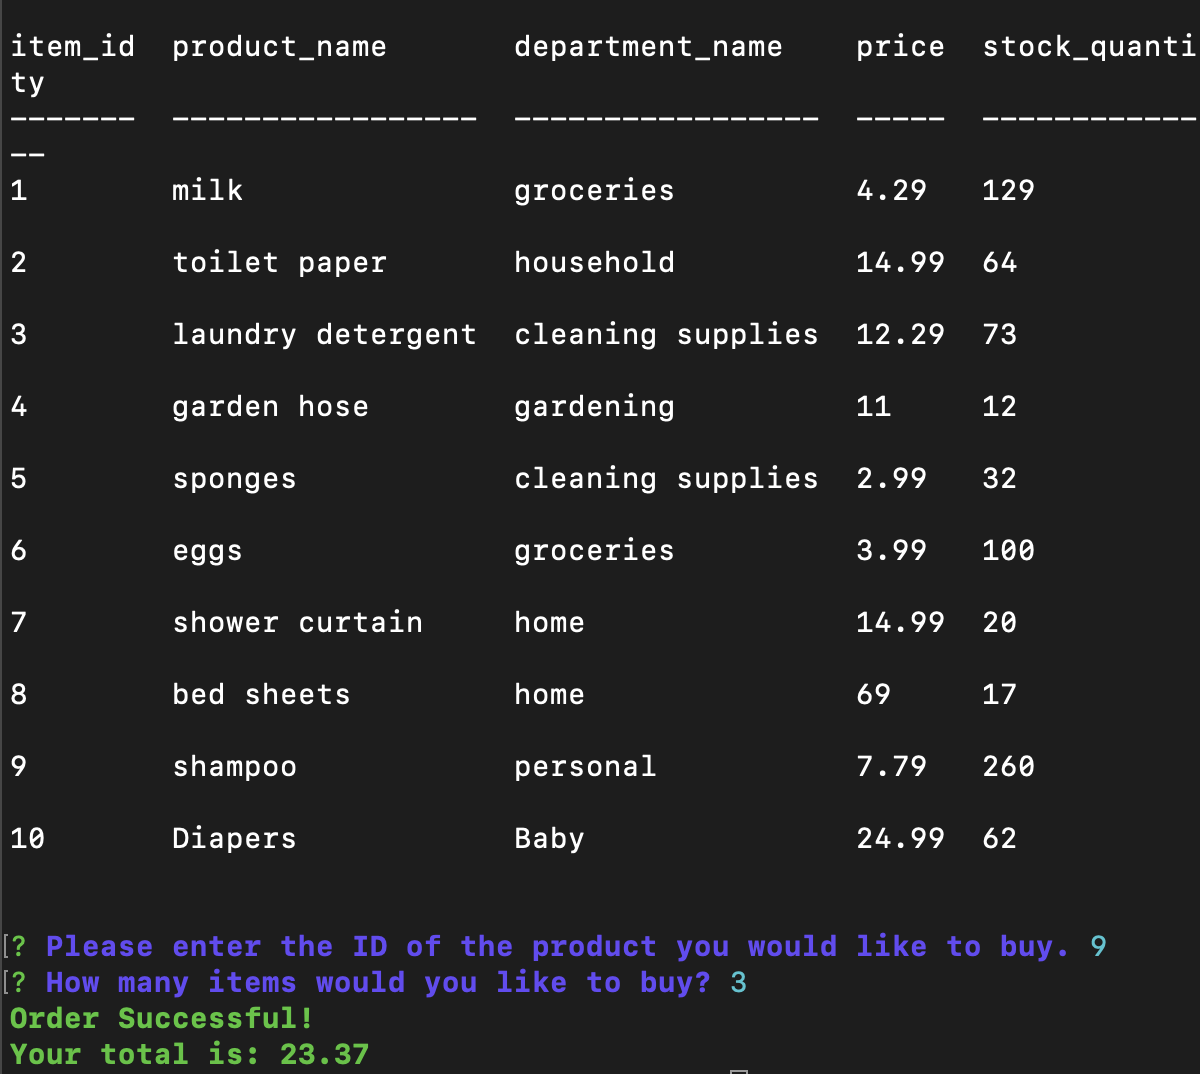 item_id  product_name       department_name    price  stock_quanti
ty
-------  -----------------  -----------------  -----  ------------
--
1        milk               groceries          4.29   129
2        toilet paper       household          14.99  64
3        laundry detergent  cleaning supplies  12.29  73
4        garden hose        gardening          11     12
5        sponges            cleaning supplies  2.99   32
6        eggs               groceries          3.99   100
7        shower curtain     home               14.99  20
8        bed sheets         home               69     17
9        shampoo            personal           7.79   260
10       Diapers            Baby               24.99  62
[? Please enter the ID of the product you would like to buy. 9
[? How many items would you like to buy? 3
Order Successful!
Your total is: 23.37